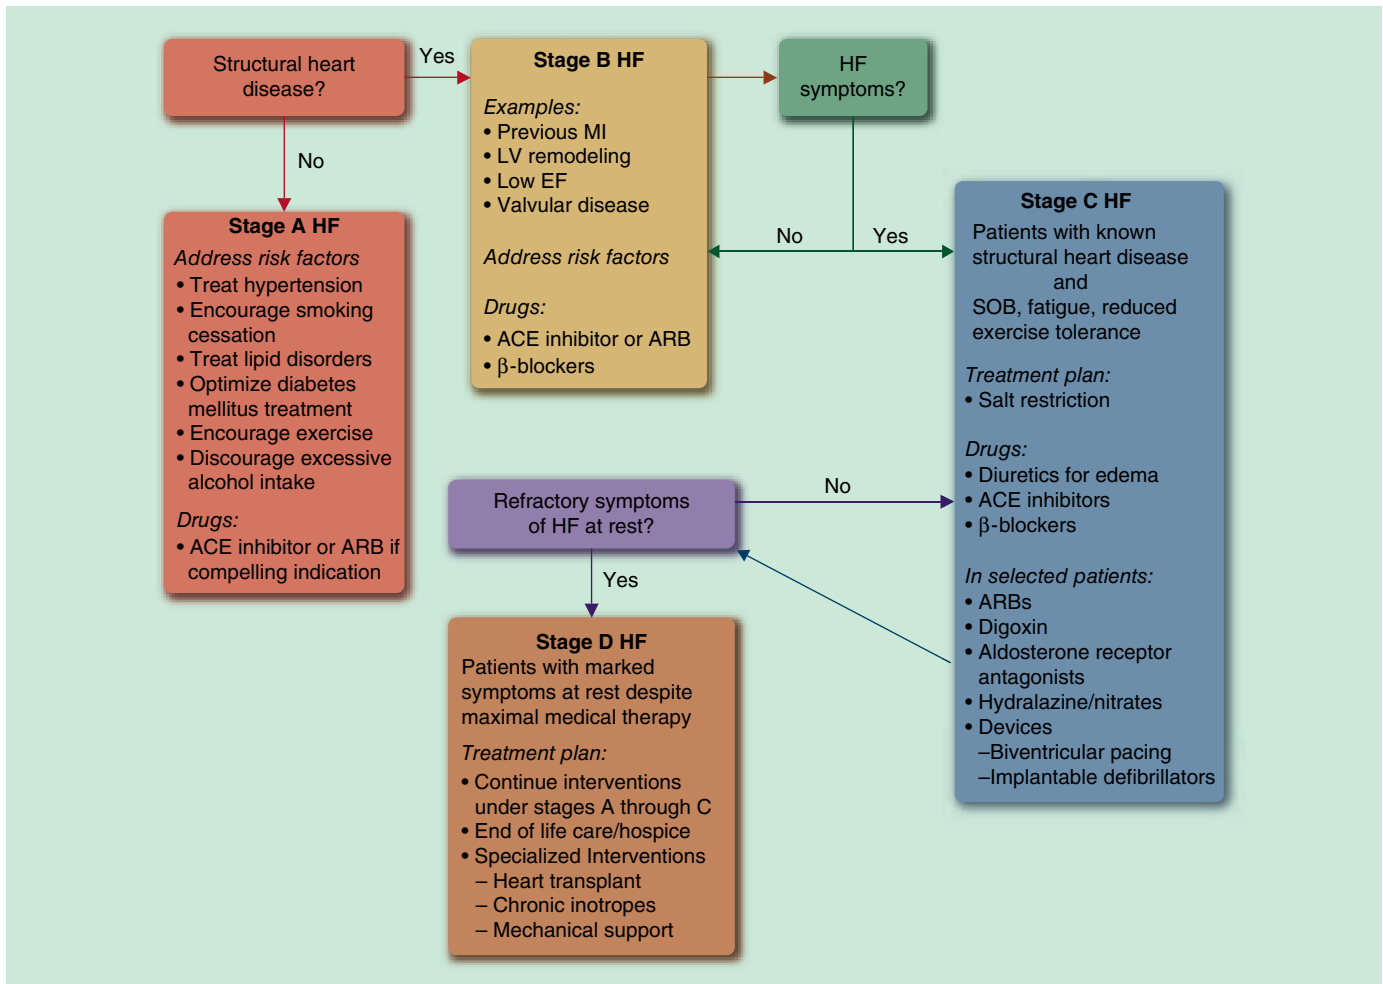 Structural heart
disease?
Yes
No
Stage A HF
Address risk factors
• Treat hypertension
• Encourage smoking
cessation
• Treat lipid disorders
• Optimize diabetes
mellitus treatment
• Encourage exercise
• Discourage excessive
alcohol intake
Drugs:
• ACE inhibitor or ARB if
compelling indication
Stage B HF
Examples:
• Previous MI
• LV remodeling
• Low EF
• Valvular disease
Address risk factors
Drugs:
• ACE inhibitor or ARB
• β-blockers
HF
symptoms?
No
Yes
Stage C HF
Patients with known
structural heart disease
and
SOB, fatigue, reduced
exercise tolerance
Treatment plan:
• Salt restriction
Drugs:
• Diuretics for edema
• ACE inhibitors
• β-blockers
In selected patients:
• ARBs
• Digoxin
• Aldosterone receptor
antagonists
• Hydralazine/nitrates
• Devices
–Biventricular pacing
–Implantable defibrillators
Refractory symptoms
of HF at rest?
No
Yes
Stage D HF
Patients with marked
symptoms at rest despite
maximal medical therapy
Treatment plan:
• Continue interventions
under stages A through C
• End of life care/hospice
• Specialized Interventions
– Heart transplant
– Chronic inotropes
– Mechanical support